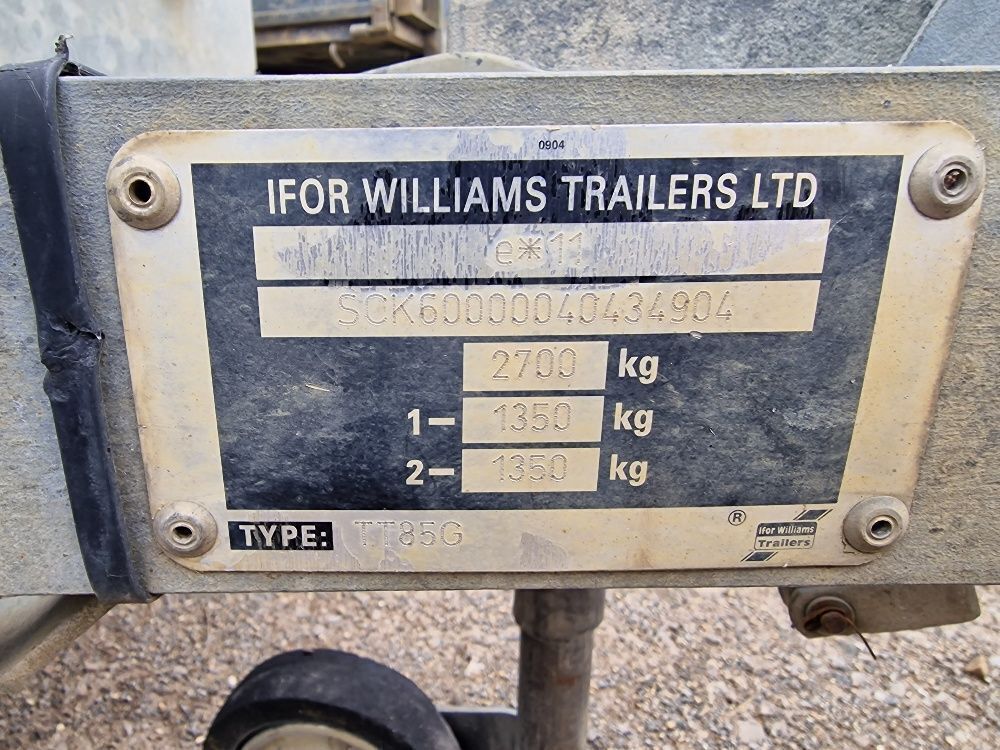 0904
IFOR WILLIAMS TRAILERS LTD
e*11
SCK60000040434904
2700 kg
1- 1350 kg
2- 1350 kg
TYPE: TT85G
®
Ifor Williams
Trailers